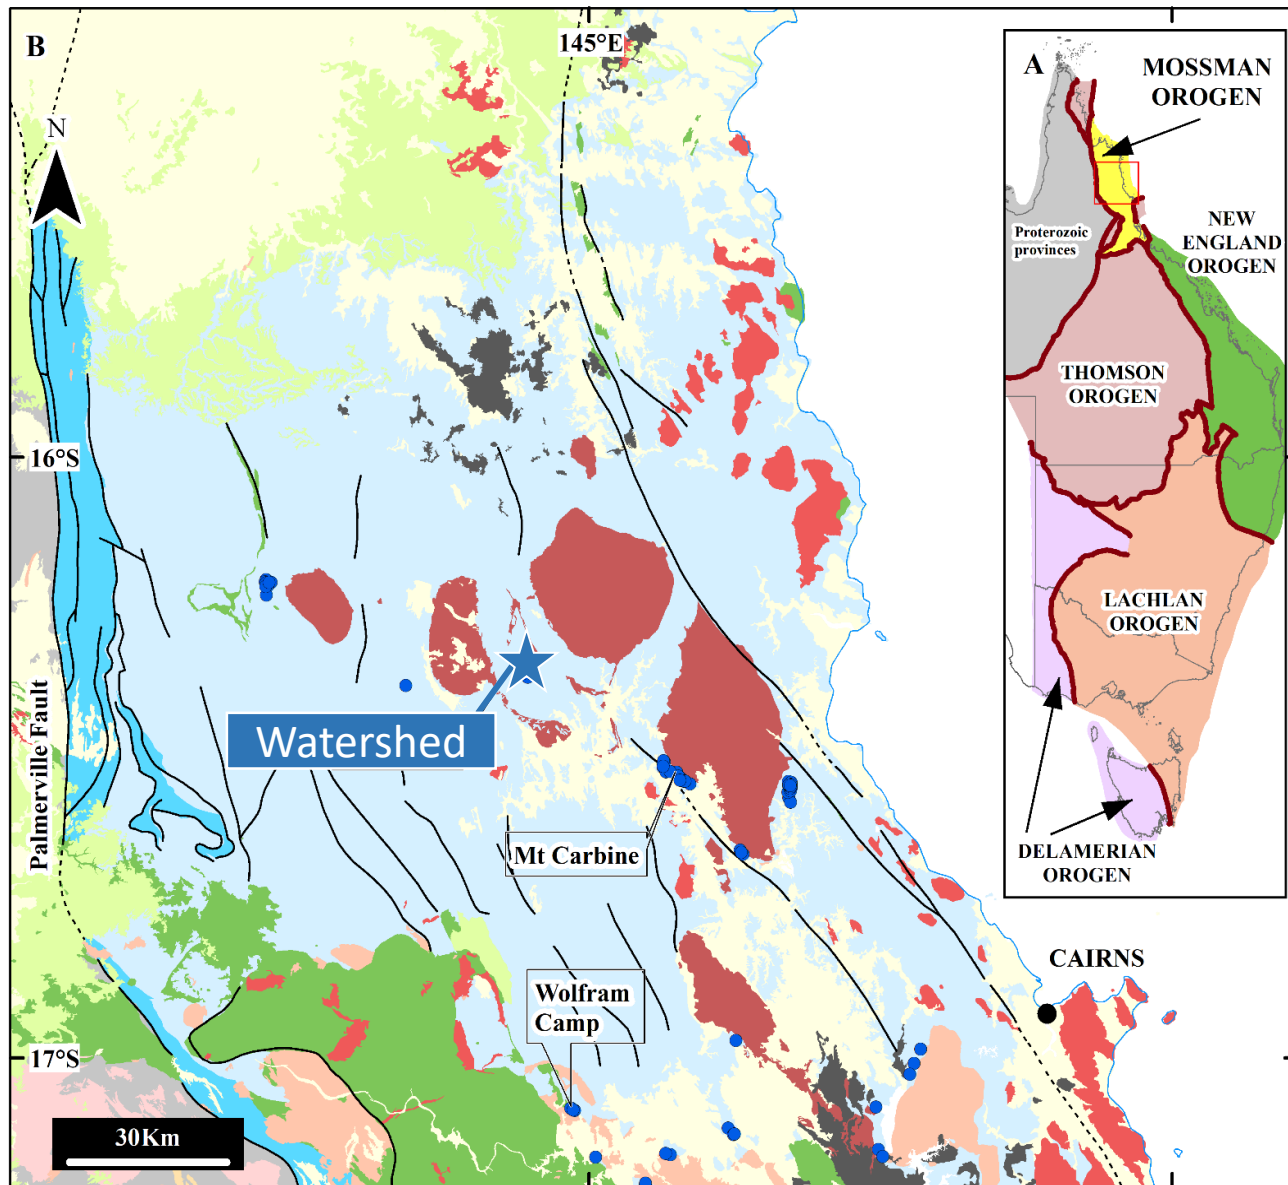 B
145°E
A
MOSSMAN
OROGEN
N
NEW
ENGLAND
OROGEN
Proterozoic
provinces
THOMSON
OROGEN
16°S
LACHLAN
OROGEN
Palmerville Fault
Watershed
Mt Carbine
DELAMERIAN
OROGEN
CAIRNS
Wolfram
Camp
17°S
30Km